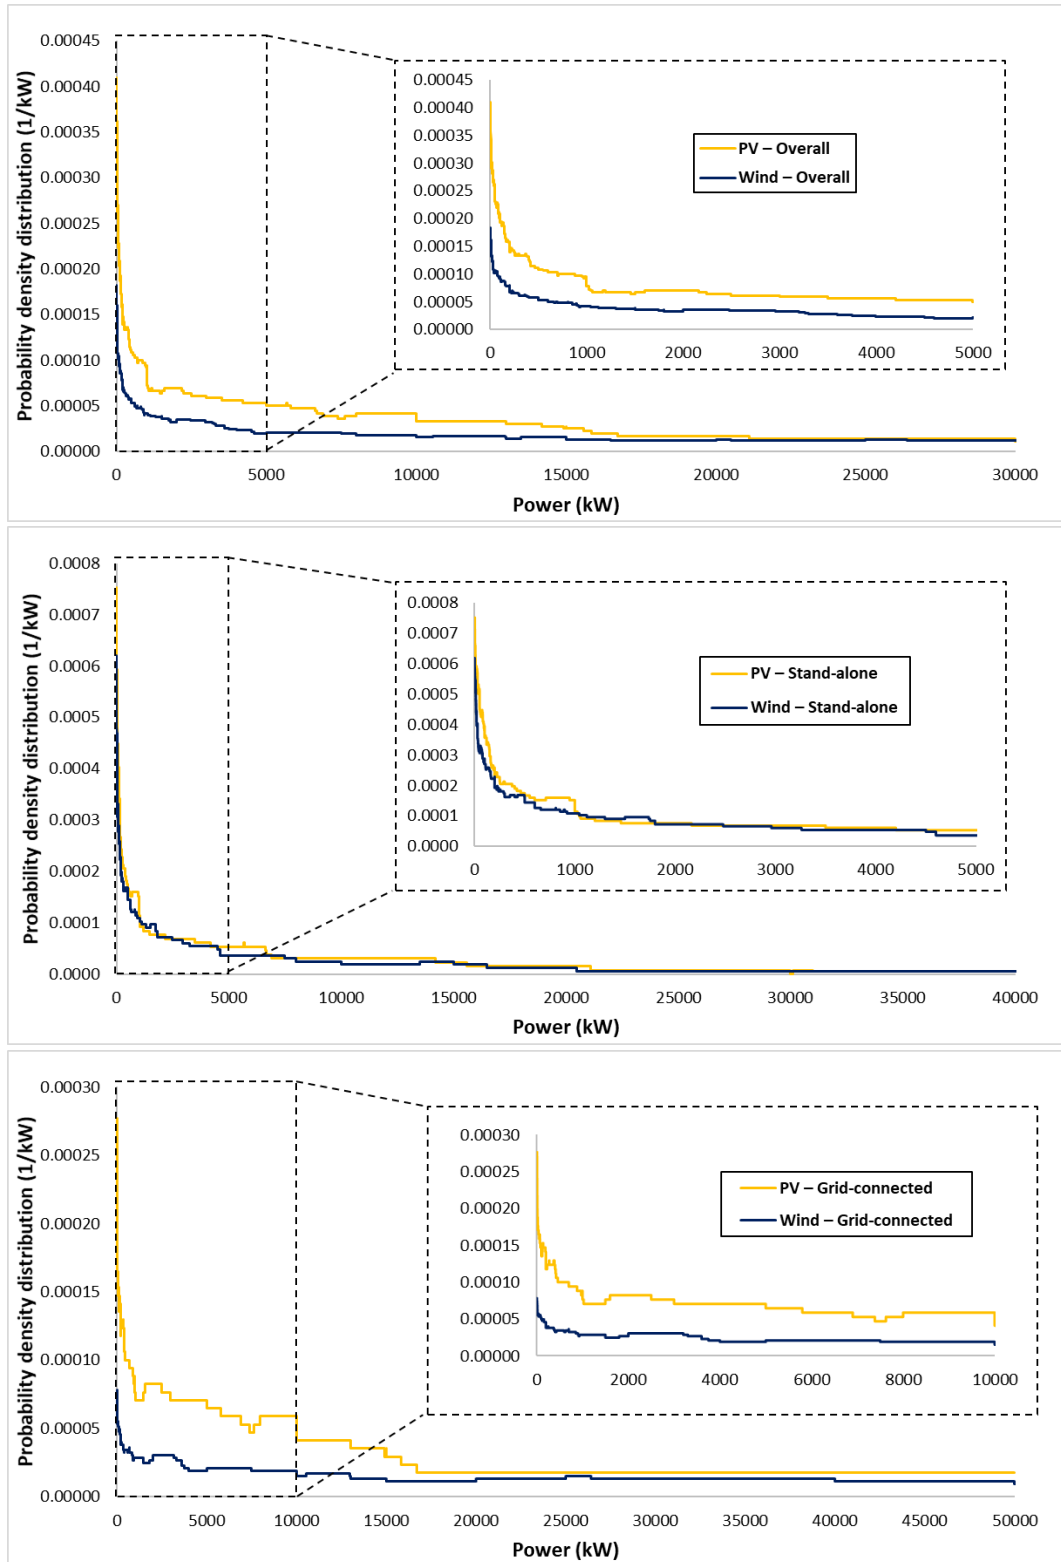 Probability density distribution (1/kW)
0.00045
0.00040
0.00035
0.00030
0.00025
0.00020
0.00015
0.00010
0.00005
0.00000
0 5000 10000 15000 20000 25000 30000
Power (kW)
0.00045
0.00040
0.00035
0.00030
0.00025
0.00020
0.00015
0.00010
0.00005
0.00000
0 1000 2000 3000 4000 5000
PV – Overall
Wind – Overall
Probability density distribution (1/kW)
0.0008
0.0007
0.0006
0.0005
0.0004
0.0003
0.0002
0.0001
0.0000
0 5000 10000 15000 20000 25000 30000 35000 40000
Power (kW)
0.0008
0.0007
0.0006
0.0005
0.0004
0.0003
0.0002
0.0001
0.0000
0 1000 2000 3000 4000 5000
PV – Stand-alone
Wind – Stand-alone
Probability density distribution (1/kW)
0.00030
0.00025
0.00020
0.00015
0.00010
0.00005
0.00000
0 5000 10000 15000 20000 25000 30000 35000 40000 45000 50000
Power (kW)
0.00030
0.00025
0.00020
0.00015
0.00010
0.00005
0.00000
0 2000 4000 6000 8000 10000
PV – Grid-connected
Wind – Grid-connected